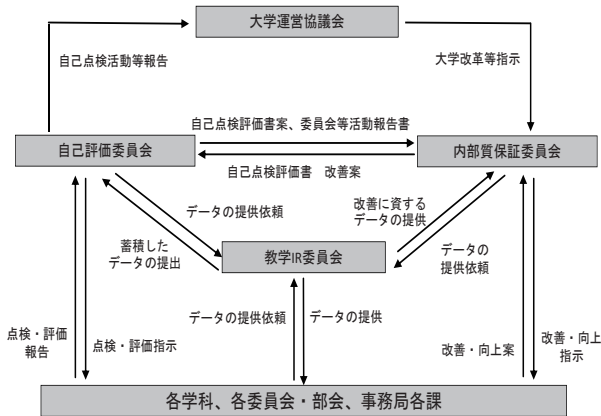 大学運営協議会
自己点検活動等報告
大学改革等指示
自己点検評価書案、委員会等活動報告書
自己評価委員会
内部質保証委員会
自己点検評価書　改善案
データの提供依頼
改善に資する
データの提供
蓄積した
データの提出
教学IR委員会
データの
提供依頼
データの提供依頼
データの提供
点検・評価
報告
点検・評価指示
改善・向上案
改善・向上
指示
各学科、各委員会・部会、事務局各課